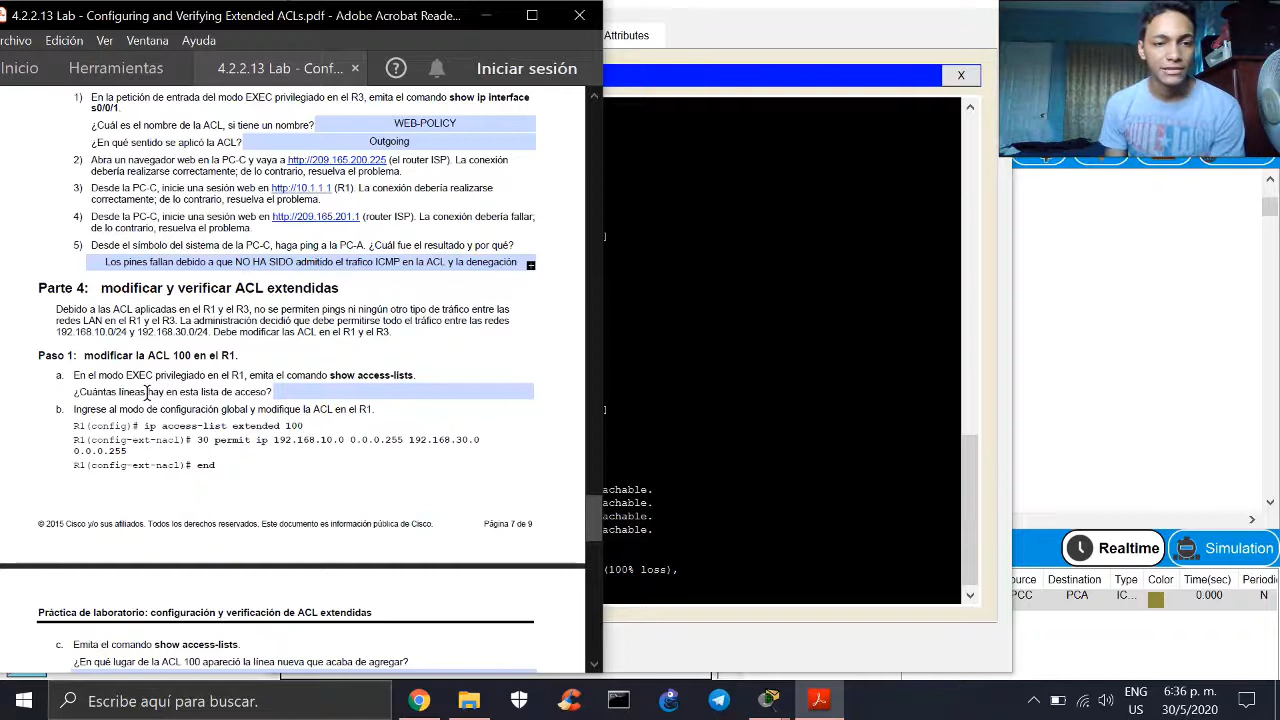 4.2.2.13 Lab - Configuring and Verifying Extended ACLs.pdf - Adobe Acrobat Reade...
Archivo Edición Ver Ventana Ayuda
Inicio Herramientas 4.2.2.13 Lab - Conf... × ? Iniciar sesión
Attributes
X
1) En la petición de entrada del modo EXEC privilegiado en el R3, emita el comando show ip interface
s0/0/1.
¿Cuál es el nombre de la ACL, si tiene un nombre? WEB-POLICY
¿En qué sentido se aplicó la ACL? Outgoing
2) Abra un navegador web en la PC-C y vaya a http://209.165.200.225 (el router ISP). La conexión
debería realizarse correctamente; de lo contrario, resuelva el problema.
3) Desde la PC-C, inicie una sesión web en http://10.1.1.1 (R1). La conexión debería realizarse
correctamente; de lo contrario, resuelva el problema.
4) Desde la PC-C, inicie una sesión web en http://209.165.201.1 (router ISP). La conexión debería fallar;
de lo contrario, resuelva el problema.
5) Desde el símbolo del sistema de la PC-C, haga ping a la PC-A. ¿Cuál fue el resultado y por qué?
Los pines fallan debido a que NO HA SIDO admitido el trafico ICMP en la ACL y la denegación
Parte 4: modificar y verificar ACL extendidas
Debido a las ACL aplicadas en el R1 y el R3, no se permiten pings ni ningún otro tipo de tráfico entre las
redes LAN en el R1 y el R3. La administración decidió que debe permitirse todo el tráfico entre las redes
192.168.10.0/24 y 192.168.30.0/24. Debe modificar las ACL en el R1 y el R3.
Paso 1: modificar la ACL 100 en el R1.
a. En el modo EXEC privilegiado en el R1, emita el comando show access-lists.
¿Cuántas líneas hay en esta lista de acceso?
b. Ingrese al modo de configuración global y modifique la ACL en el R1.
R1(config)# ip access-list extended 100
R1(config-ext-nacl)# 30 permit ip 192.168.10.0 0.0.0.255 192.168.30.0
0.0.0.255
R1(config-ext-nacl)# end
© 2015 Cisco y/o sus afiliados. Todos los derechos reservados. Este documento es información pública de Cisco. Página 7 de 9
Práctica de laboratorio: configuración y verificación de ACL extendidas
c. Emita el comando show access-lists.
¿En qué lugar de la ACL 100 apareció la línea nueva que acaba de agregar?
]
]
achable.
achable.
achable.
achable.
(100% loss),
Realtime Simulation
ource Destination Type Color Time(sec) Periodi
PCC PCA IC... 0.000 N
Escribe aquí para buscar.
ENG 6:36 p. m.
US 30/5/2020